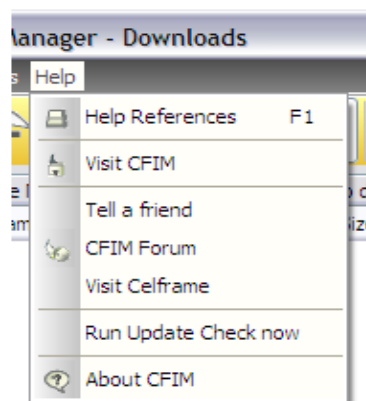 anager - Downloads
s Help
Help References F1
Visit CFIM
Tell a friend
CFIM Forum
Visit Celframe
Run Update Check now
About CFIM